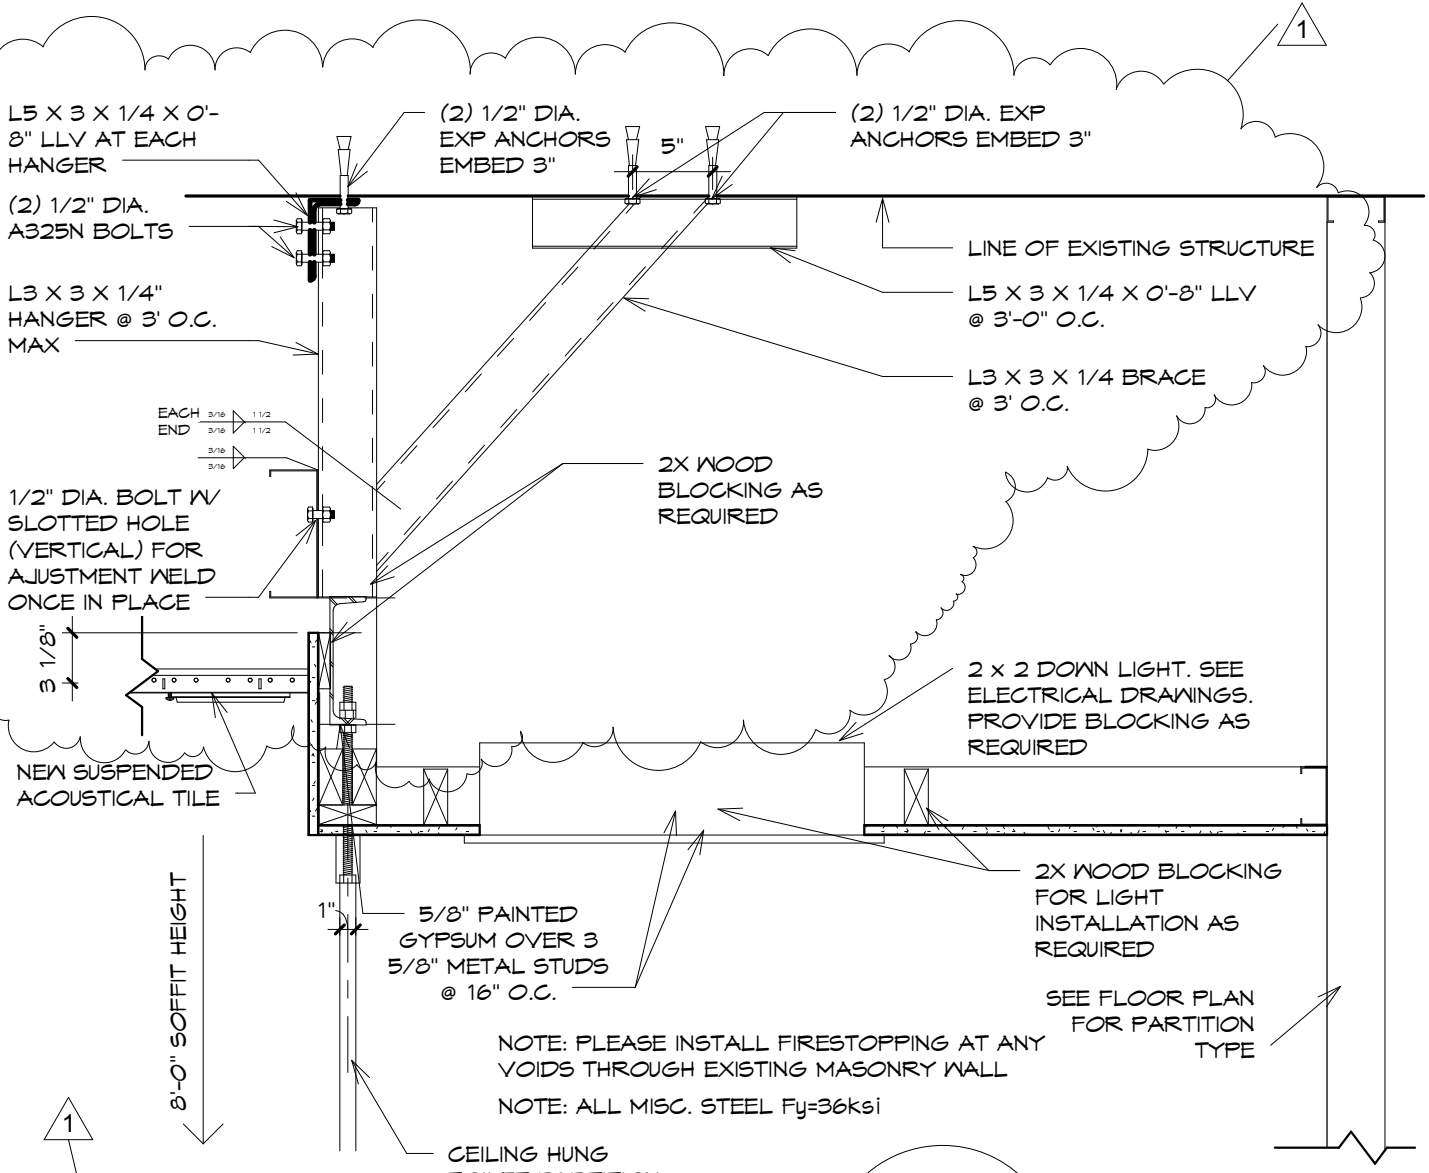 1
L5 X 3 X 1/4 X 0'-
8" LLV AT EACH
HANGER
(2) 1/2" DIA.
EXP ANCHORS
EMBED 3"
5"
(2) 1/2" DIA. EXP
ANCHORS EMBED 3"
(2) 1/2" DIA.
A325N BOLTS
LINE OF EXISTING STRUCTURE
L3 X 3 X 1/4"
HANGER @ 3' O.C.
MAX
L5 X 3 X 1/4 X 0'-8" LLV
@ 3'-0" O.C.
L3 X 3 X 1/4 BRACE
@ 3' O.C.
EACH
END
3/16 1 1/2
3/16 1 1/2
3/16
3/16
2X WOOD
BLOCKING AS
REQUIRED
1/2" DIA. BOLT W/
SLOTTED HOLE
(VERTICAL) FOR
AJUSTMENT WELD
ONCE IN PLACE
3 1/8"
2 x 2 DOWN LIGHT. SEE
ELECTRICAL DRAWINGS.
PROVIDE BLOCKING AS
REQUIRED
NEW SUSPENDED
ACOUSTICAL TILE
8'-0" SOFFIT HEIGHT
1"
5/8" PAINTED
GYPSUM OVER 3
5/8" METAL STUDS
@ 16" O.C.
2X WOOD BLOCKING
FOR LIGHT
INSTALLATION AS
REQUIRED
SEE FLOOR PLAN
FOR PARTITION
TYPE
NOTE: PLEASE INSTALL FIRESTOPPING AT ANY
VOIDS THROUGH EXISTING MASONRY WALL
NOTE: ALL MISC. STEEL Fy=36ksi
1
CEILING HUNG